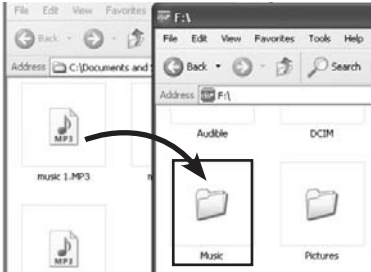 File Edit View Favorites
Back
Address C:\Documents and
MP3
music 1.MP3
MP3
F:\
File Edit View Favorites Tools Help
Back Search
Address F:\
Audible DCIM
Music Pictures